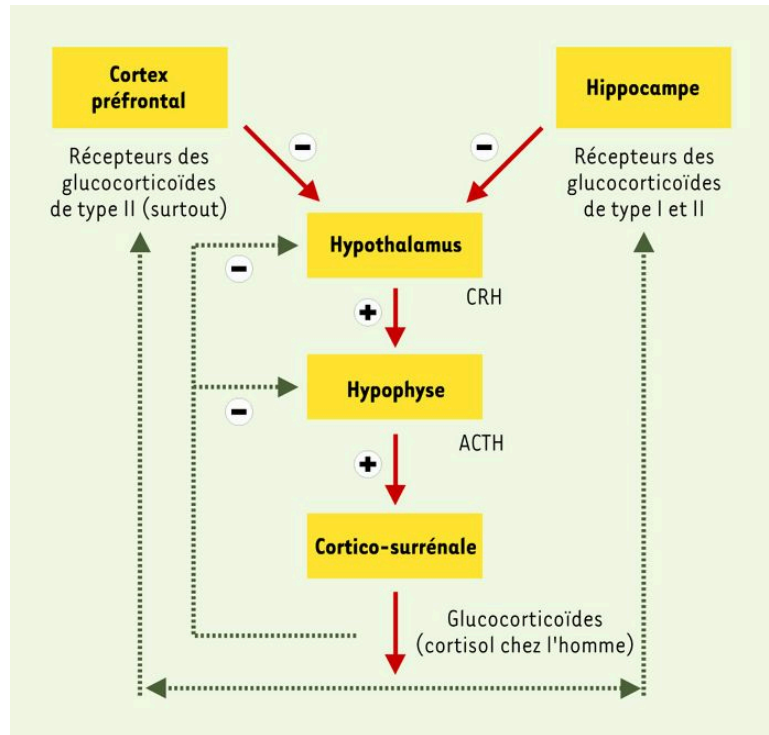 Cortex
préfrontal
Hippocampe
−
−
Récepteurs des
glucocorticoïdes
de type II (surtout)
Récepteurs des
glucocorticoïdes
de type I et II
Hypothalamus
−
CRH
+
Hypophyse
−
ACTH
+
Cortico-surrénale
Glucocorticoïdes
(cortisol chez l'homme)